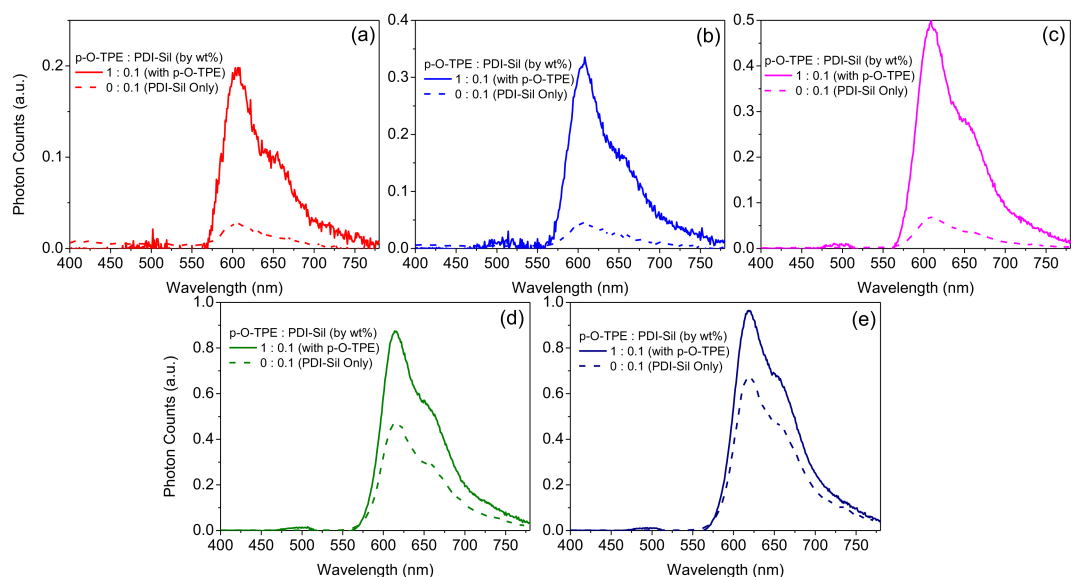 (a)
p-O-TPE : PDI-Sil (by wt%)
1 : 0.1 (with p-O-TPE)
0 : 0.1 (PDI-Sil Only)
0.2
0.1
0.0
Photon Counts (a.u.)
400 450 500 550 600 650 700 750
Wavelength (nm)
(b)
p-O-TPE : PDI-Sil (by wt%)
1 : 0.1 (with p-O-TPE)
0 : 0.1 (PDI-Sil Only)
0.4
0.3
0.2
0.1
0.0
400 450 500 550 600 650 700 750
Wavelength (nm)
(c)
p-O-TPE : PDI-Sil (by wt%)
1 : 0.1 (with p-O-TPE)
0 : 0.1 (PDI-Sil Only)
0.5
0.4
0.3
0.2
0.1
0.0
400 450 500 550 600 650 700 750
Wavelength (nm)
(d)
p-O-TPE : PDI-Sil (by wt%)
1 : 0.1 (with p-O-TPE)
0 : 0.1 (PDI-Sil Only)
1.0
0.8
0.6
0.4
0.2
0.0
Photon Counts (a.u.)
400 450 500 550 600 650 700 750
Wavelength (nm)
(e)
p-O-TPE : PDI-Sil (by wt%)
1 : 0.1 (with p-O-TPE)
0 : 0.1 (PDI-Sil Only)
1.0
0.8
0.6
0.4
0.2
0.0
400 450 500 550 600 650 700 750
Wavelength (nm)